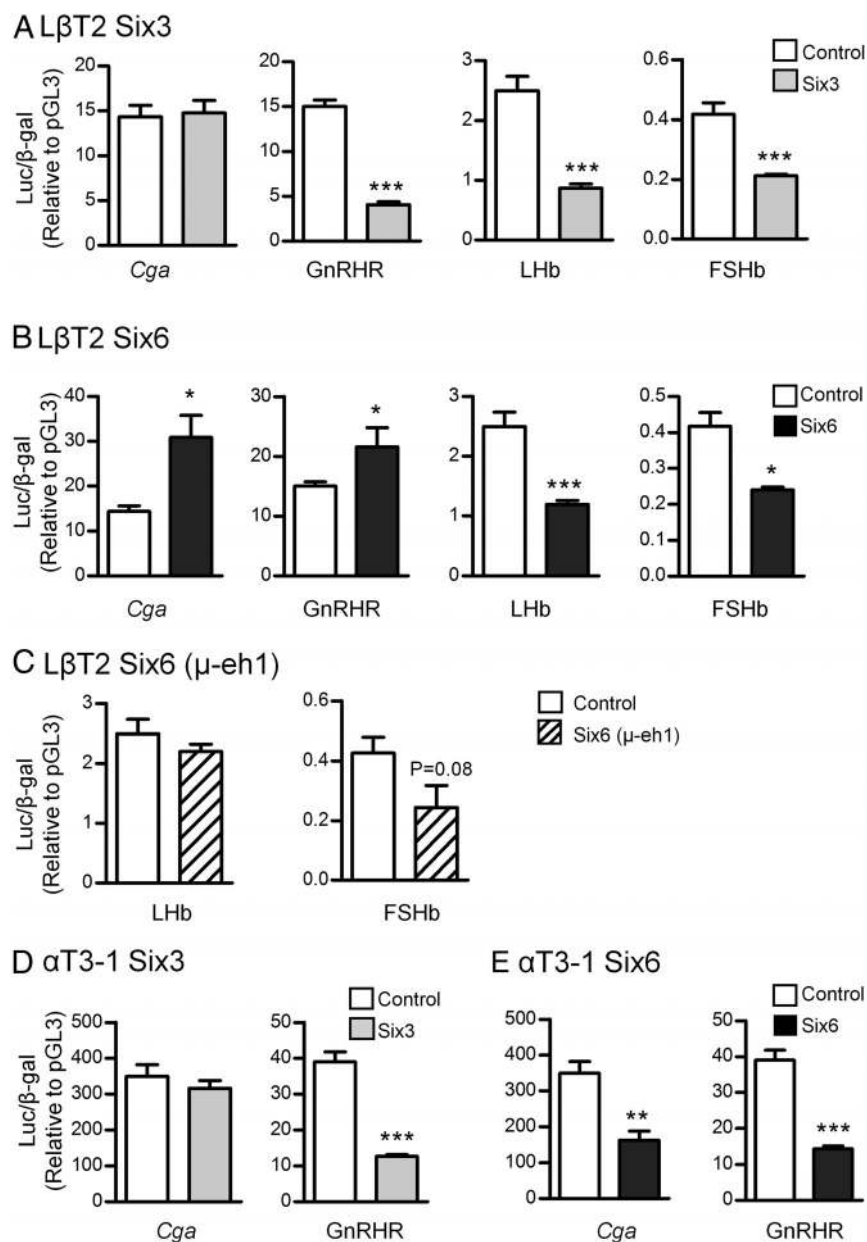 A LβT2 Six3
Control
Six3
Luc/β-gal
(Relative to pGL3)
20
15
10
5
0
Cga
20
15
10
5
0
***
GnRHR
3
2
1
0
***
LHb
0.6
0.4
0.2
0.0
***
FSHb
B LβT2 Six6
Control
Six6
Luc/β-gal
(Relative to pGL3)
40
30
20
10
0
*
Cga
30
20
10
0
*
GnRHR
3
2
1
0
***
LHb
0.5
0.4
0.3
0.2
0.1
0.0
*
FSHb
C LβT2 Six6 (μ-eh1)
Control
Six6 (μ-eh1)
Luc/β-gal
(Relative to pGL3)
3
2
1
0
LHb
0.6
0.4
0.2
0.0
P=0.08
FSHb
D αT3-1 Six3
Control
Six3
Luc/β-gal
(Relative to pGL3)
500
400
300
200
100
0
Cga
50
40
30
20
10
0
***
GnRHR
E αT3-1 Six6
Control
Six6
500
400
300
200
100
0
**
Cga
50
40
30
20
10
0
***
GnRHR